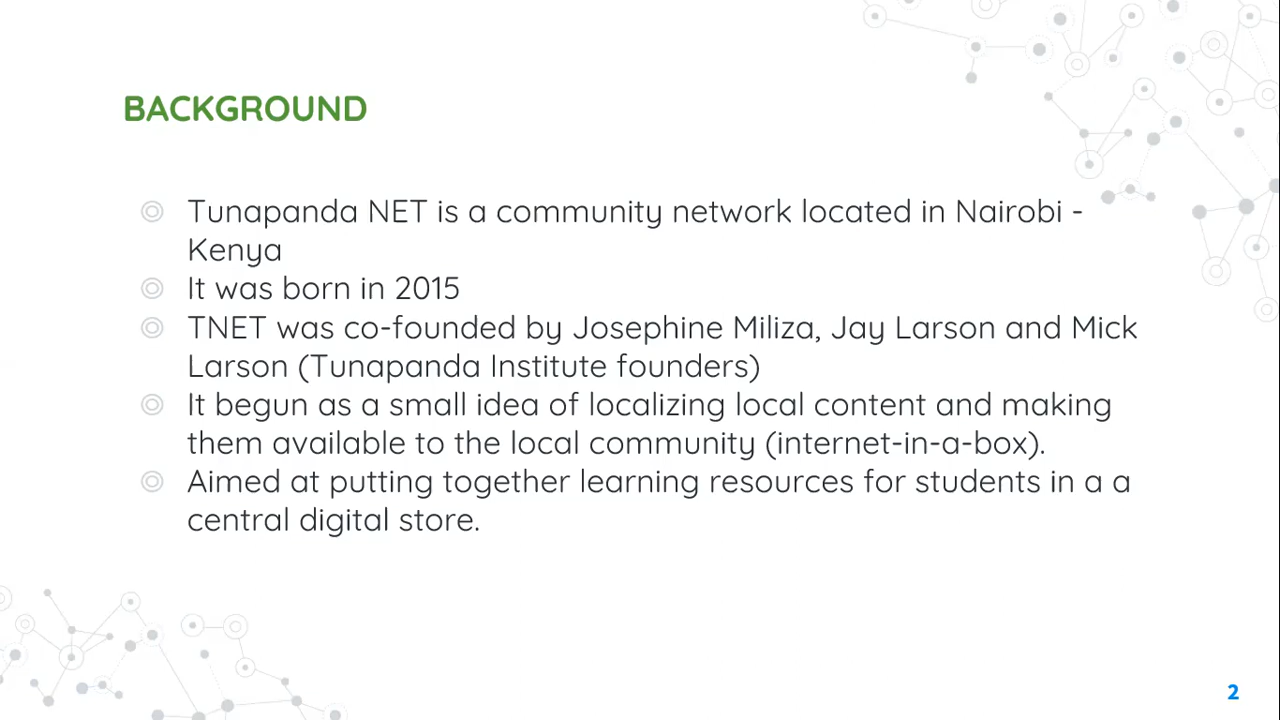 BACKGROUND
Tunapanda NET is a community network located in Nairobi -
Kenya
It was born in 2015
TNET was co-founded by Josephine Miliza, Jay Larson and Mick
Larson (Tunapanda Institute founders)
It begun as a small idea of localizing local content and making
them available to the local community (internet-in-a-box).
Aimed at putting together learning resources for students in a a
central digital store.
2